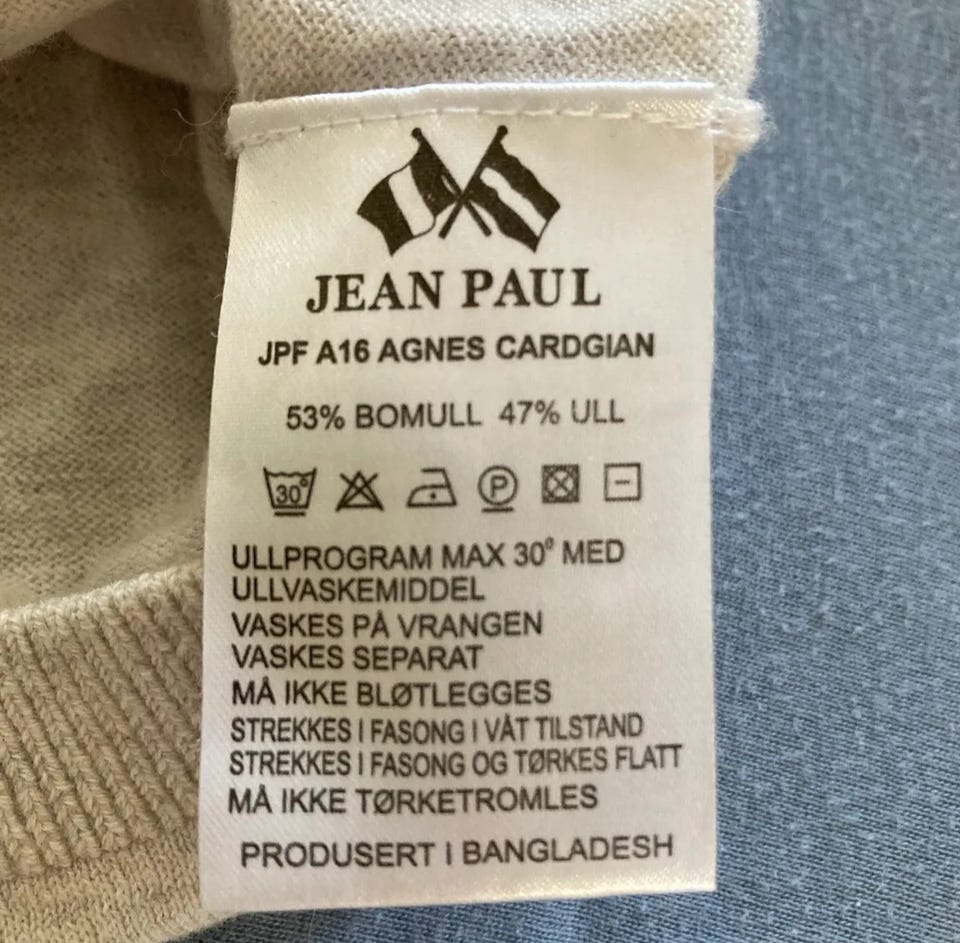 JEAN PAUL
JPF A16 AGNES CARDGIAN
53% BOMULL 47% ULL
30° P
ULLPROGRAM MAX 30° MED
ULLVASKEMIDDEL
VASKES PÅ VRANGEN
VASKES SEPARAT
MÅ IKKE BLØTLEGGES
STREKKES I FASONG I VÅT TILSTAND
STREKKES I FASONG OG TØRKES FLATT
MÅ IKKE TØRKETROMLES
PRODUSERT I BANGLADESH